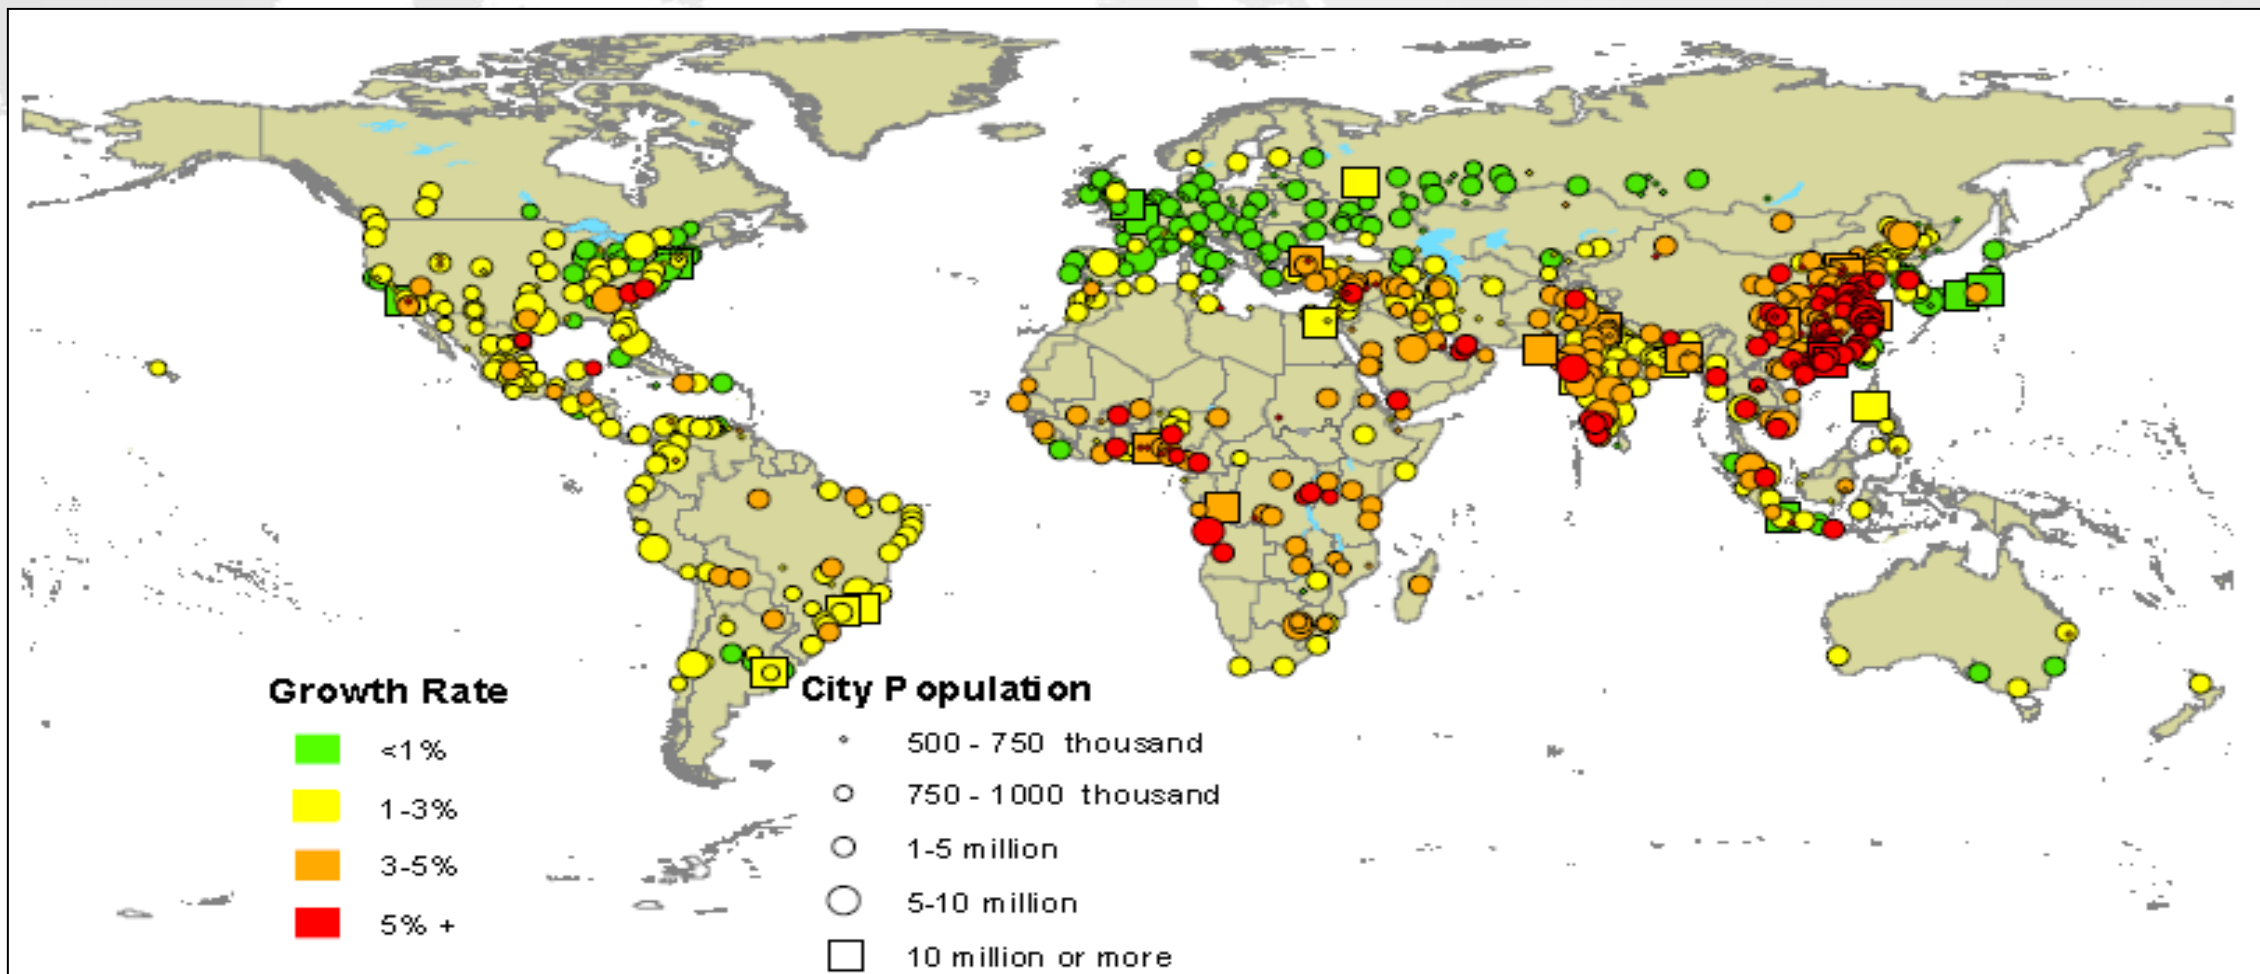 Growth Rate
<1%
1-3%
3-5%
5% +
City Population
500 - 750 thousand
750 - 1000 thousand
1-5 million
5-10 million
10 million or more